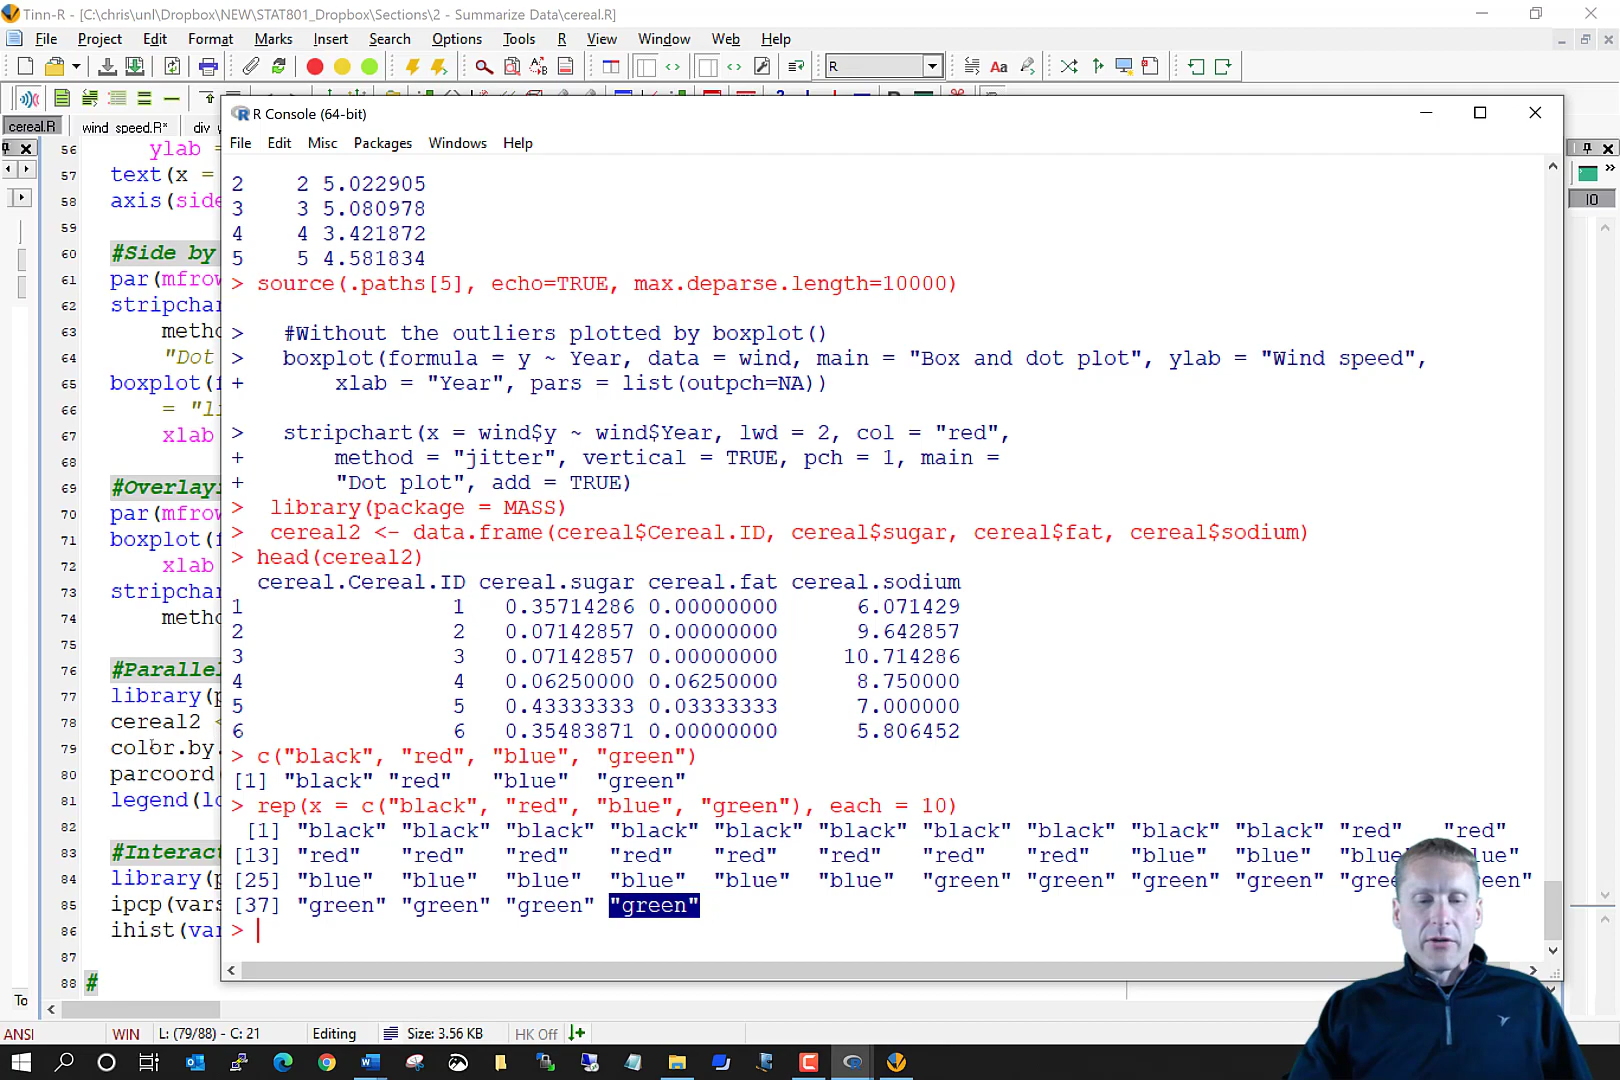 Tinn-R - [C:\chris\unl\Dropbox\NEW\STAT801_Dropbox\Sections\2 - Summarize Data\cereal.R]
File Project Edit Format Marks Insert Search Options Tools R View Window Web Help
R
cereal.R wind_speed.R*
R Console (64-bit)
File Edit Misc Packages Windows Help
56 ylab =
57 text(x =
58 axis(side
59
60 #Side by
61 par(mfrow
62 stripchar
63 metho
64 "Dot
65 boxplot(f
66
67 xlab
68
69 #Overlayi
70 par(mfrow
71 boxplot(f
72 xlab
73 stripchar
74 metho
75
76 #Parallel
77 library(p
78 cereal2 <
79 color.by.
80 parcoord
81 legend(lo
82
83 #Interact
84 library(p
85 ipcp(vars
86 ihist(var
87
88 #
2 2 5.022905
3 3 5.080978
4 4 3.421872
5 5 4.581834
> source(.paths[5], echo=TRUE, max.deparse.length=10000)
> #Without the outliers plotted by boxplot()
> boxplot(formula = y ~ Year, data = wind, main = "Box and dot plot", ylab = "Wind speed",
+ xlab = "Year", pars = list(outpch=NA))
> stripchart(x = wind$y ~ wind$Year, lwd = 2, col = "red",
+ method = "jitter", vertical = TRUE, pch = 1, main =
+ "Dot plot", add = TRUE)
> library(package = MASS)
> cereal2 <- data.frame(cereal$Cereal.ID, cereal$sugar, cereal$fat, cereal$sodium)
> head(cereal2)
cereal.Cereal.ID cereal.sugar cereal.fat cereal.sodium
1 1 0.35714286 0.00000000 6.071429
2 2 0.07142857 0.00000000 9.642857
3 3 0.07142857 0.00000000 10.714286
4 4 0.06250000 0.06250000 8.750000
5 5 0.43333333 0.03333333 7.000000
6 6 0.35483871 0.00000000 5.806452
> c("black", "red", "blue", "green")
[1] "black" "red" "blue" "green"
> rep(x = c("black", "red", "blue", "green"), each = 10)
[1] "black" "black" "black" "black" "black" "black" "black" "black" "black" "black" "red" "red"
[13] "red" "red" "red" "red" "red" "red" "red" "red" "blue" "blue" "blue"
[25] "blue" "blue" "blue" "blue" "blue" "blue" "green" "green" "green" "green"
[37] "green" "green" "green" "green"
>
To
ANSI WIN L: (79/88) - C: 21 Editing Size: 3.56 KB HK Off